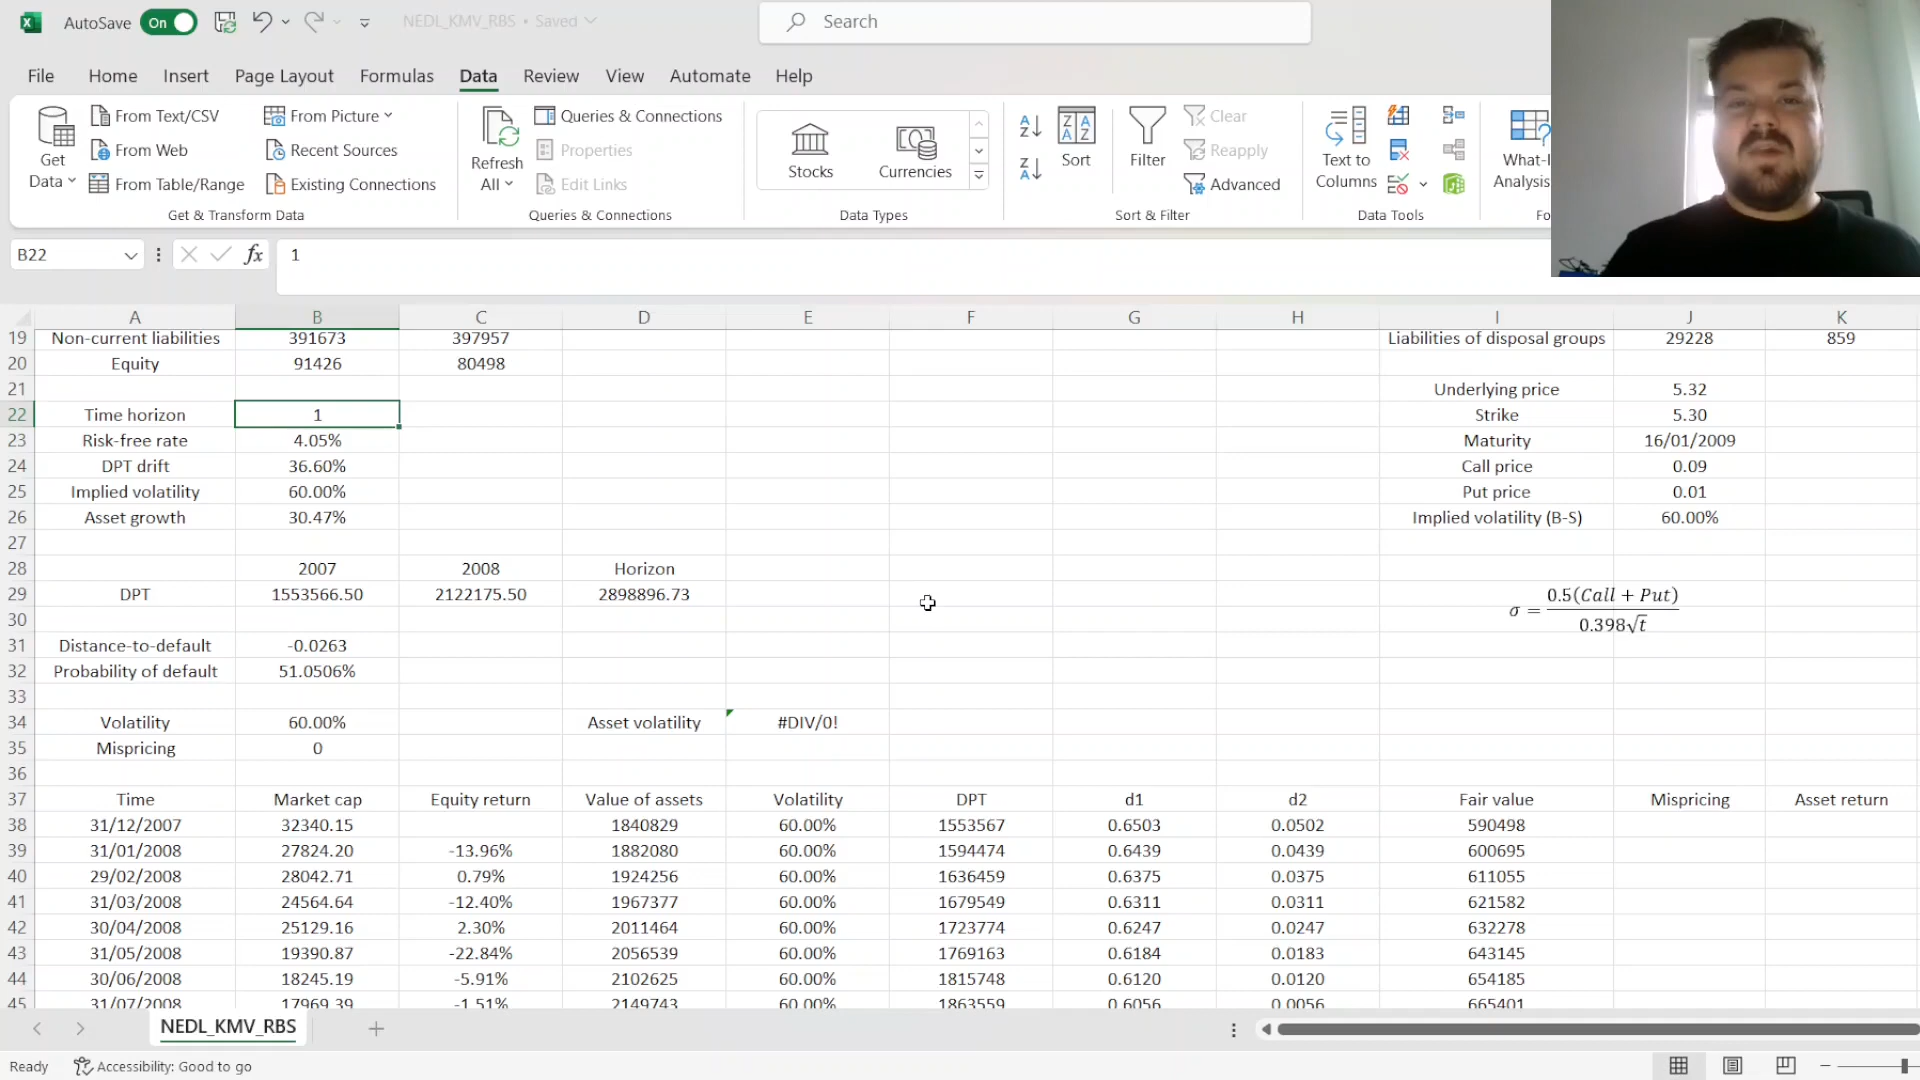 AutoSave On NEDL_KMV_RBS • Saved Search
File Home Insert Page Layout Formulas Data Review View Automate Help
Get Data From Text/CSV From Web From Table/Range From Picture Recent Sources Existing Connections
Get & Transform Data
Refresh All Queries & Connections Properties Edit Links
Queries & Connections
Stocks Currencies
Data Types
Sort Filter Clear Reapply Advanced
Sort & Filter
Text to Columns
Data Tools
What-I Analysis
Fo
B22 fx 1
A B C D E F G H I J K
19 Non-current liabilities 391673 397957 Liabilities of disposal groups 29228 859
20 Equity 91426 80498
21 Underlying price 5.32
22 Time horizon 1 Strike 5.30
23 Risk-free rate 4.05% Maturity 16/01/2009
24 DPT drift 36.60% Call price 0.09
25 Implied volatility 60.00% Put price 0.01
26 Asset growth 30.47% Implied volatility (B-S) 60.00%
27
28 2007 2008 Horizon
29 DPT 1553566.50 2122175.50 2898896.73
σ = 0.5(Call + Put) / 0.398√t
30
31 Distance-to-default -0.0263
32 Probability of default 51.0506%
33
34 Volatility 60.00% Asset volatility #DIV/0!
35 Mispricing 0
36
37 Time Market cap Equity return Value of assets Volatility DPT d1 d2 Fair value Mispricing Asset return
38 31/12/2007 32340.15 1840829 60.00% 1553567 0.6503 0.0502 590498
39 31/01/2008 27824.20 -13.96% 1882080 60.00% 1594474 0.6439 0.0439 600695
40 29/02/2008 28042.71 0.79% 1924256 60.00% 1636459 0.6375 0.0375 611055
41 31/03/2008 24564.64 -12.40% 1967377 60.00% 1679549 0.6311 0.0311 621582
42 30/04/2008 25129.16 2.30% 2011464 60.00% 1723774 0.6247 0.0247 632278
43 31/05/2008 19390.87 -22.84% 2056539 60.00% 1769163 0.6184 0.0183 643145
44 30/06/2008 18245.19 -5.91% 2102625 60.00% 1815748 0.6120 0.0120 654185
45 31/07/2008 17969.39 -1.51% 2149743 60.00% 1863559 0.6056 0.0056 665401
NEDL_KMV_RBS
Ready Accessibility: Good to go